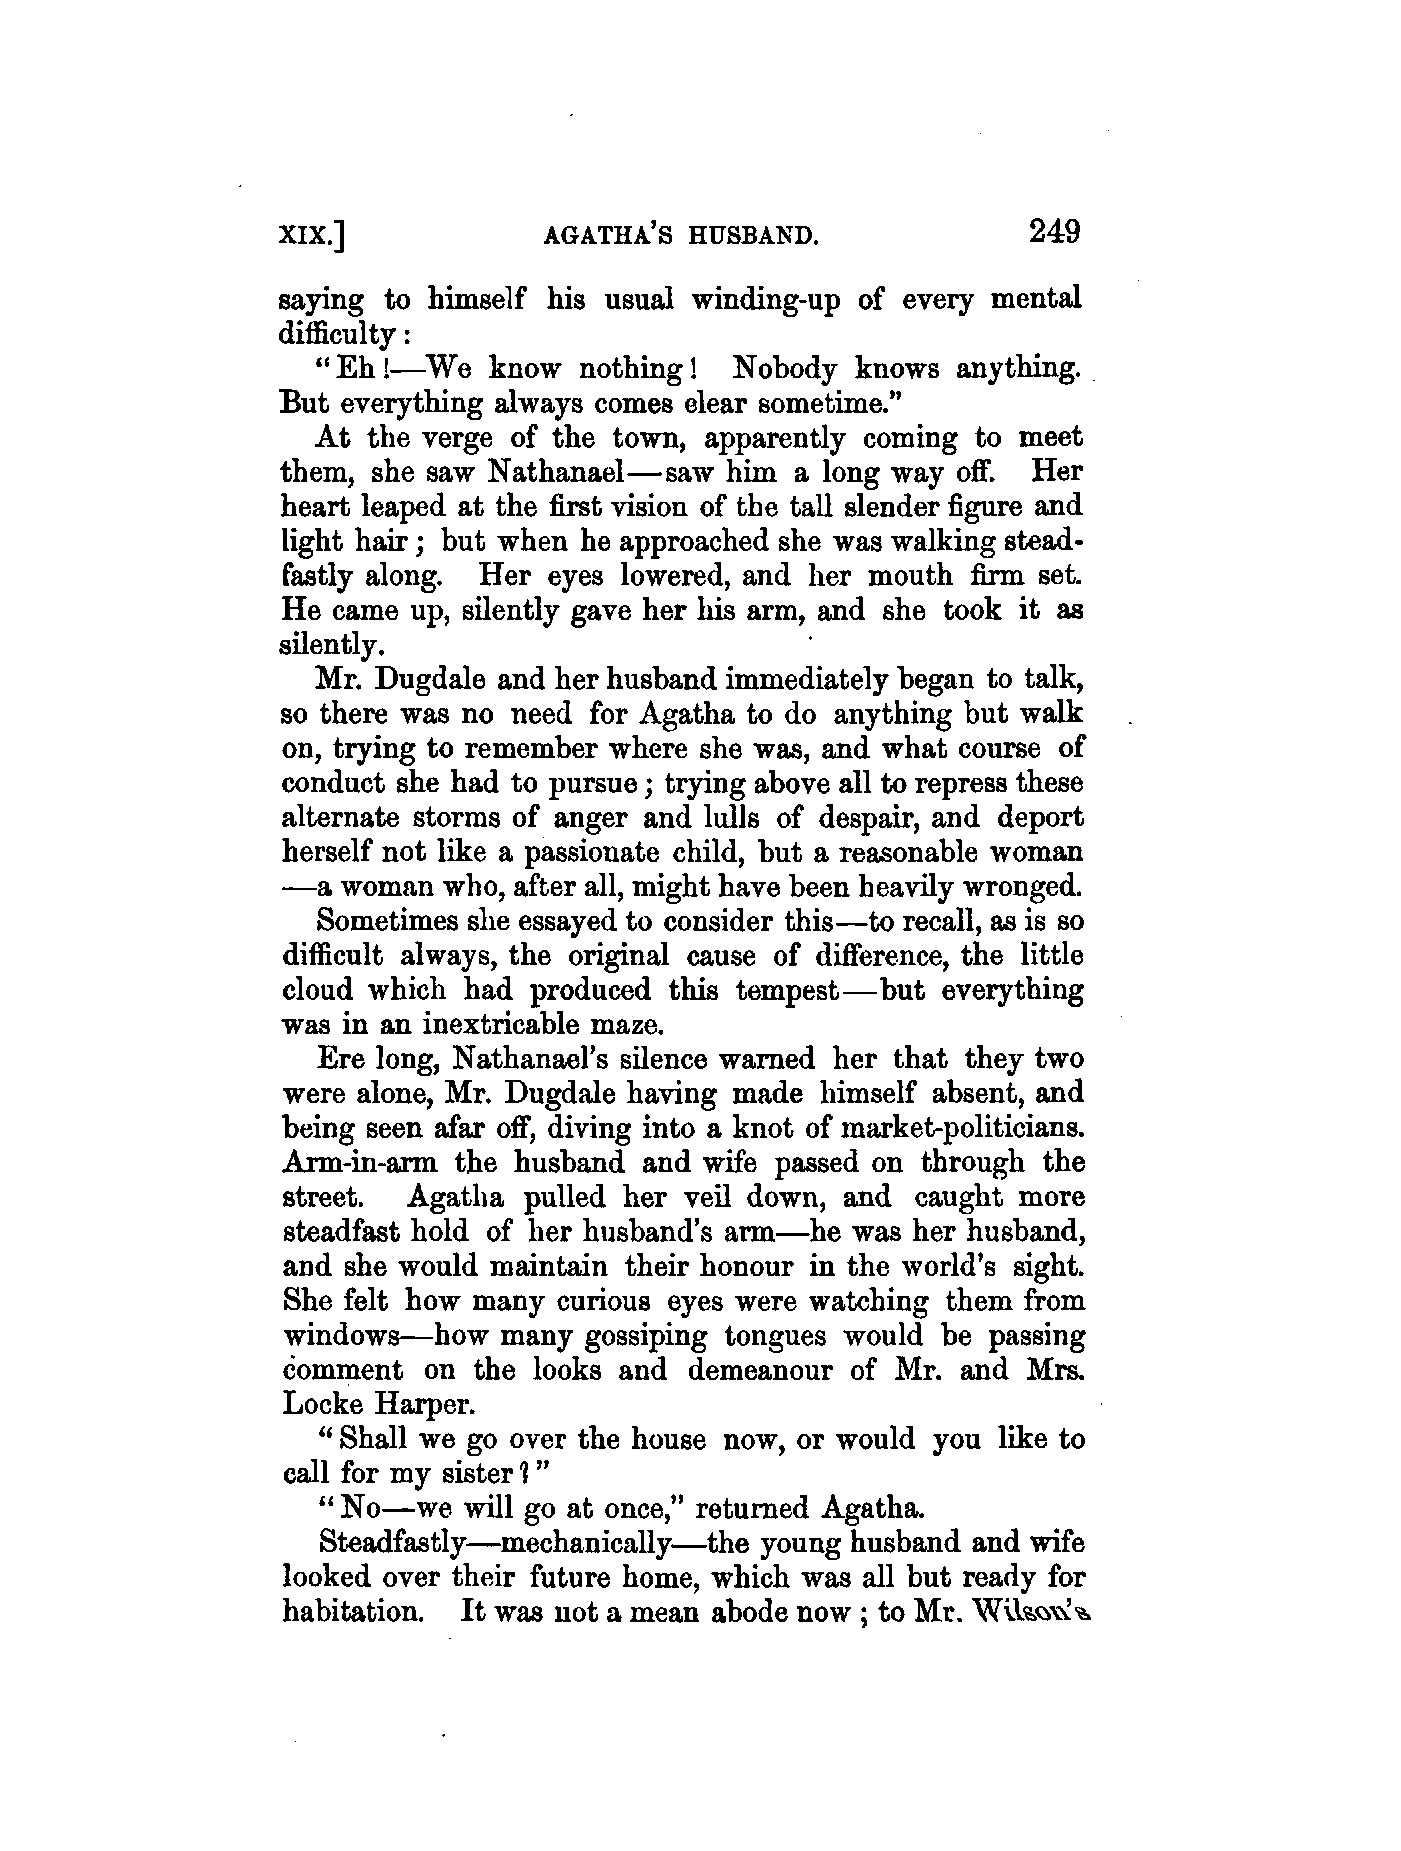 XIX.] AGATHA'S HUSBAND. 249
saying to himself his usual winding-up of every mental
difficulty :
"Eh !—We know nothing ! Nobody knows anything.
But everything always comes clear sometime."
At the verge of the town, apparently coming to meet
them, she saw Nathanael—saw him a long way off. Her
heart leaped at the first vision of the tall slender figure and
light hair ; but when he approached she was walking stead-
fastly along. Her eyes lowered, and her mouth firm set.
He came up, silently gave her his arm, and she took it as
silently.
Mr. Dugdale and her husband immediately began to talk,
so there was no need for Agatha to do anything but walk
on, trying to remember where she was, and what course of
conduct she had to pursue ; trying above all to repress these
alternate storms of anger and lulls of despair, and deport
herself not like a passionate child, but a reasonable woman
—a woman who, after all, might have been heavily wronged.
Sometimes she essayed to consider this—to recall, as is so
difficult always, the original cause of difference, the little
cloud which had produced this tempest—but everything
was in an inextricable maze.
Ere long, Nathanael's silence warned her that they two
were alone, Mr. Dugdale having made himself absent, and
being seen afar off, diving into a knot of market-politicians.
Arm-in-arm the husband and wife passed on through the
street. Agatha pulled her veil down, and caught more
steadfast hold of her husband's arm—he was her husband,
and she would maintain their honour in the world's sight.
She felt how many curious eyes were watching them from
windows—how many gossiping tongues would be passing
comment on the looks and demeanour of Mr. and Mrs.
Locke Harper.
"Shall we go over the house now, or would you like to
call for my sister ?"
"No—we will go at once," returned Agatha.
Steadfastly—mechanically—the young husband and wife
looked over their future home, which was all but ready for
habitation. It was not a mean abode now ; to Mr. Wilson's